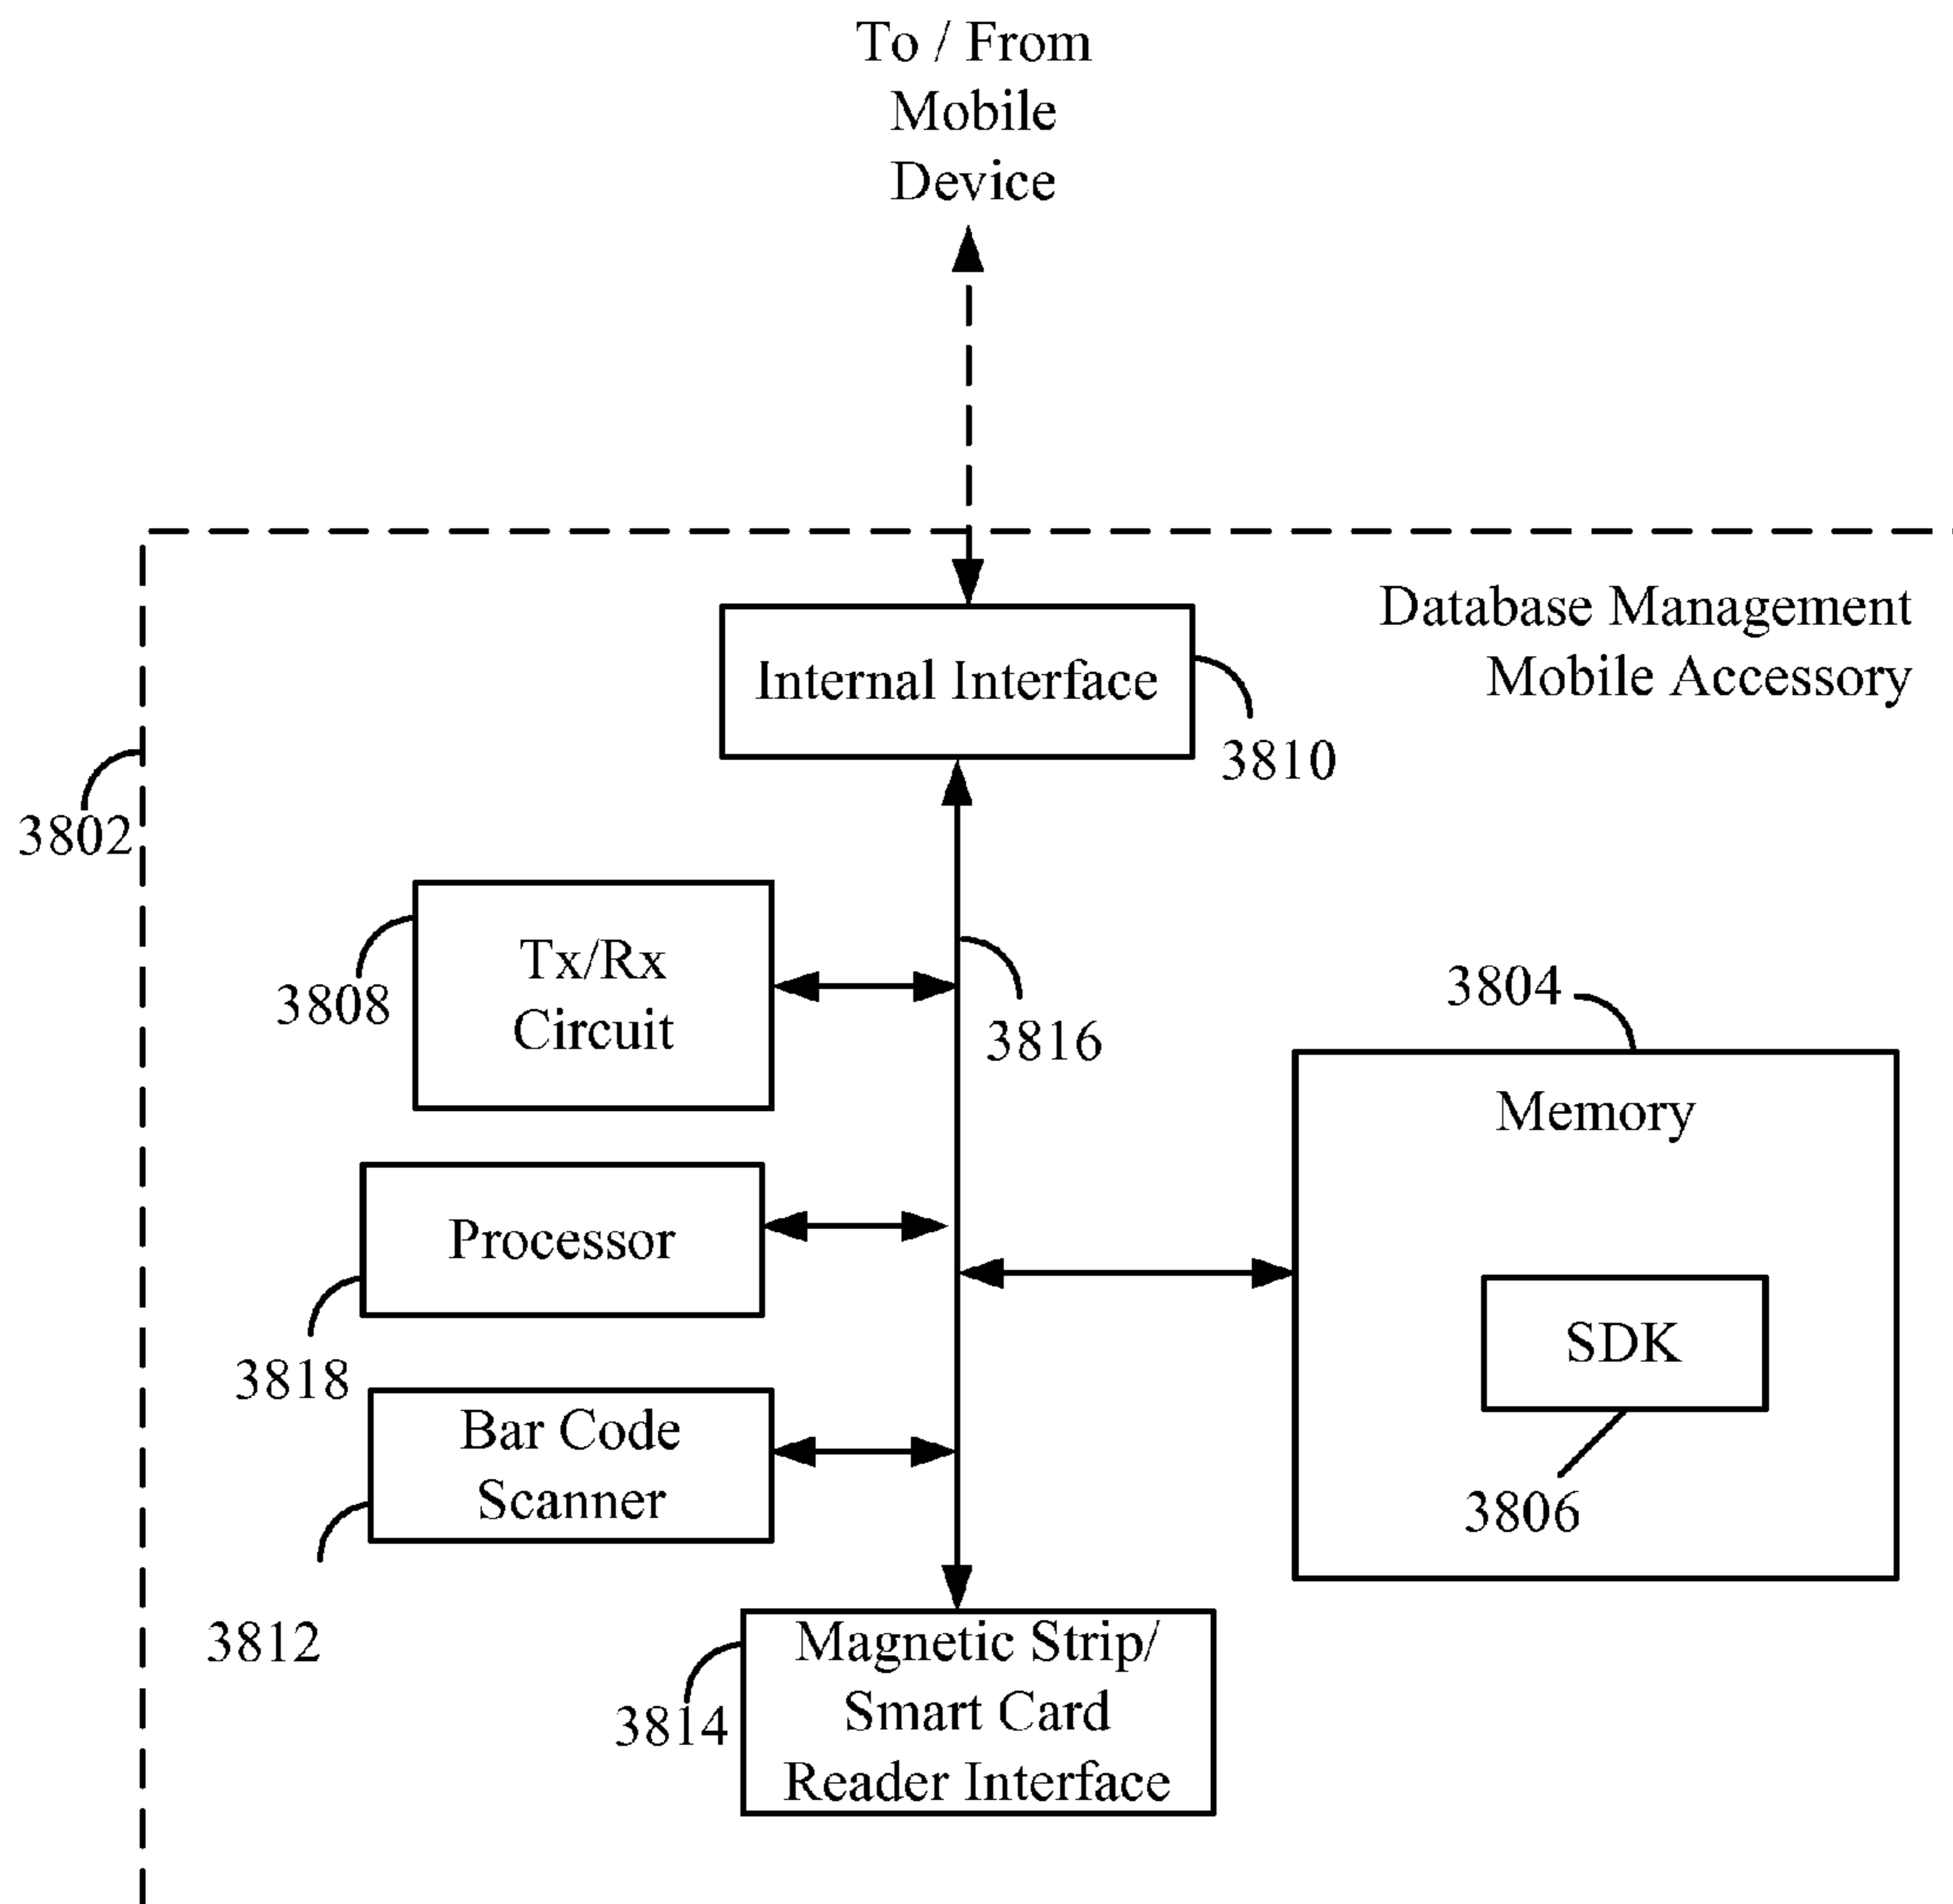 To / From
Mobile
Device
Database Management
Mobile Accessory
Internal Interface
3810
3802
Tx/Rx
Circuit
3808
3816
3804
Memory
Processor
3818
SDK
3806
Bar Code
Scanner
3812
Magnetic Strip/
Smart Card
Reader Interface
3814